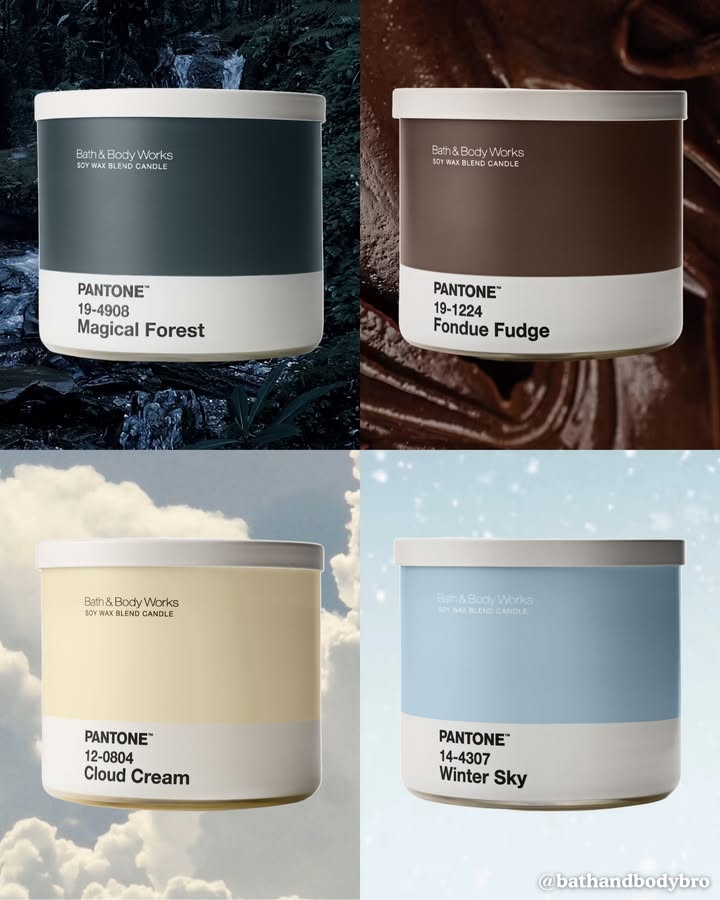 Bath & Body Works
SOY WAX BLEND CANDLE
PANTONE™
19-4908
Magical Forest
Bath & Body Works
SOY WAX BLEND CANDLE
PANTONE™
19-1224
Fondue Fudge
Bath & Body Works
SOY WAX BLEND CANDLE
PANTONE™
12-0804
Cloud Cream
Bath & Body Works
SOY WAX BLEND CANDLE
PANTONE™
14-4307
Winter Sky
@bathandbodybro